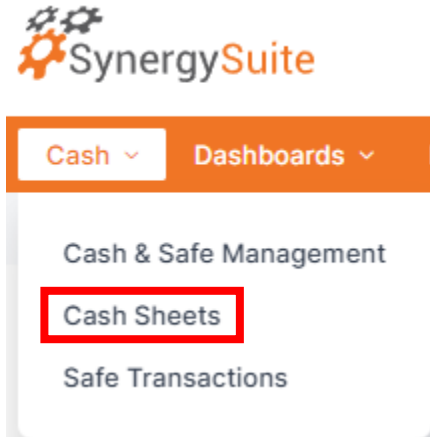 SynergySuite
Cash Dashboards
Cash & Safe Management
Cash Sheets
Safe Transactions